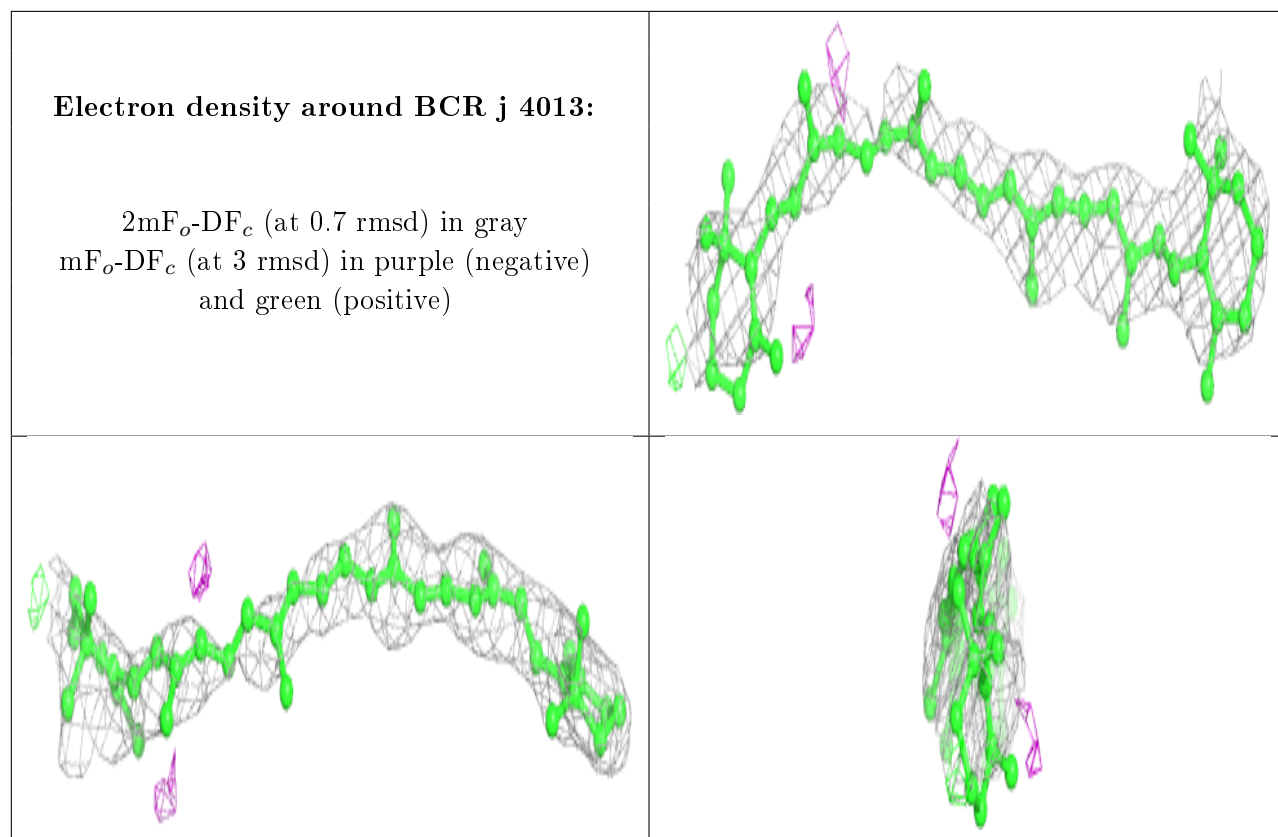 Electron density around BCR j 4013:
2mFₒ-DF𝒸 (at 0.7 rmsd) in gray
mFₒ-DF𝒸 (at 3 rmsd) in purple (negative)
and green (positive)